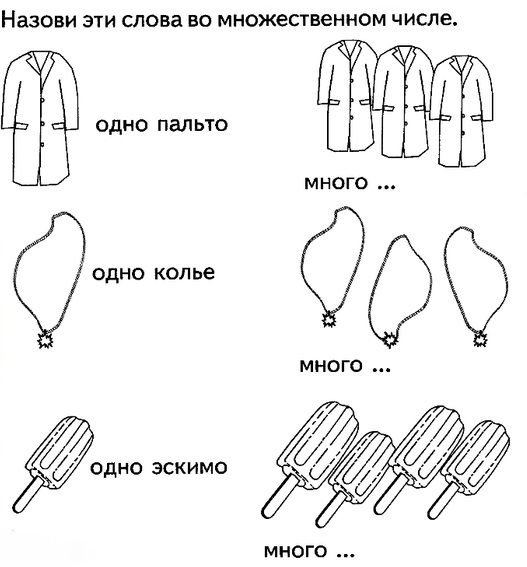 Назови эти слова во множественном числе.
одно пальто
много ...
одно колье
много ...
одно эскимо
много ...